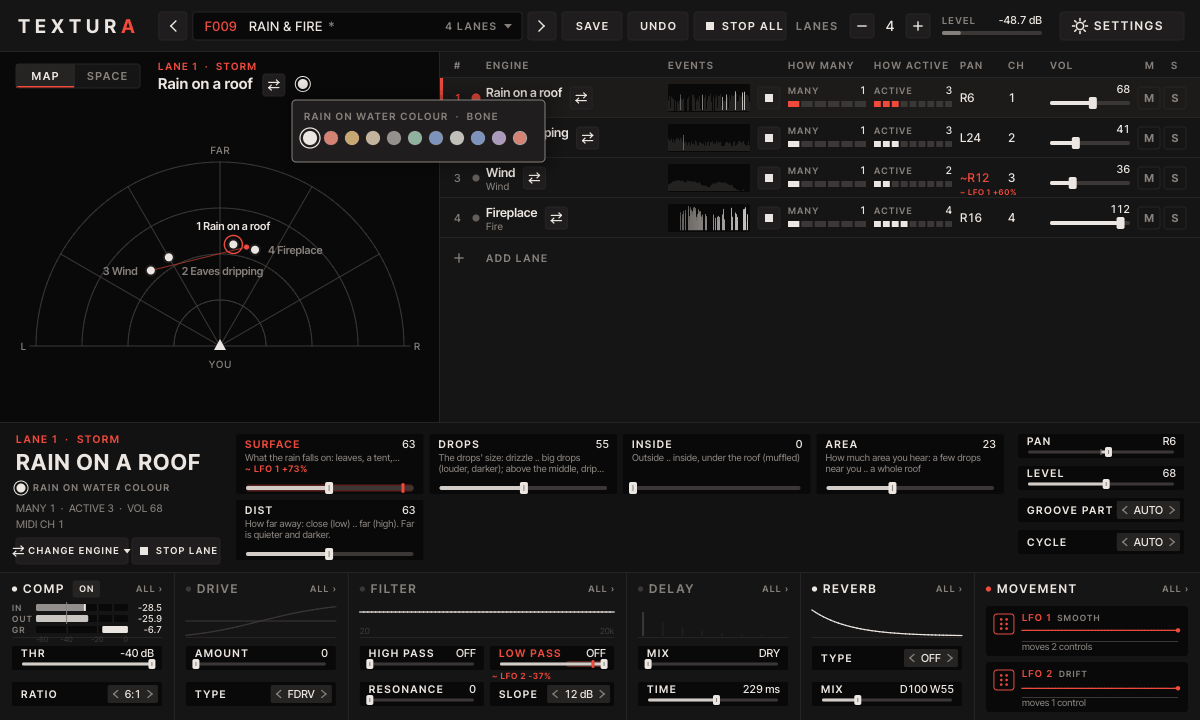 TEXTURA
F009 RAIN & FIRE *
4 LANES
SAVE
UNDO
STOP ALL
LANES
4
LEVEL -48.7 dB
SETTINGS
MAP
SPACE
LANE 1 · STORM
Rain on a roof
RAIN ON WATER COLOUR · BONE
FAR
1 Rain on a roof
4 Fireplace
3 Wind
2 Eaves dripping
L
R
YOU
# ENGINE EVENTS HOW MANY HOW ACTIVE PAN CH VOL M S
1 Rain on a roof MANY 1 ACTIVE 3 R6 1 68 M S
ping MANY 1 ACTIVE 3 L24 2 41 M S
3 Wind MANY 1 ACTIVE 2 ~R12 3 36 M S
Wind ~ LFO 1 +60%
4 Fireplace MANY 1 ACTIVE 4 R16 4 112 M S
Fire
+ ADD LANE
LANE 1 · STORM
RAIN ON A ROOF
RAIN ON WATER COLOUR
MANY 1 · ACTIVE 3 · VOL 68
MIDI CH 1
CHANGE ENGINE
STOP LANE
SURFACE 63
What the rain falls on: leaves, a tent,...
~ LFO 1 +73%
DROPS 55
The drops' size: drizzle .. big drops
(louder, darker); above the middle, drip...
INSIDE 0
Outside .. inside, under the roof (muffled)
AREA 23
How much area you hear: a few drops
near you .. a whole roof
DIST 63
How far away: close (low) .. far (high). Far
is quieter and darker.
PAN R6
LEVEL 68
GROOVE PART < AUTO >
CYCLE < AUTO >
COMP ON ALL ›
IN -28.5
OUT -25.9
GR -6.7
-60 -40 -20 0
THR -40 dB
RATIO < 6:1 >
DRIVE ALL ›
AMOUNT 0
TYPE < FDRV >
FILTER ALL ›
20 20k
HIGH PASS OFF
LOW PASS OFF
~ LFO 2 -37%
RESONANCE 0
SLOPE < 12 dB >
DELAY ALL ›
MIX DRY
TIME 229 ms
REVERB ALL ›
TYPE < OFF >
MIX D100 W55
MOVEMENT ALL ›
LFO 1 SMOOTH
moves 2 controls
LFO 2 DRIFT
moves 1 control